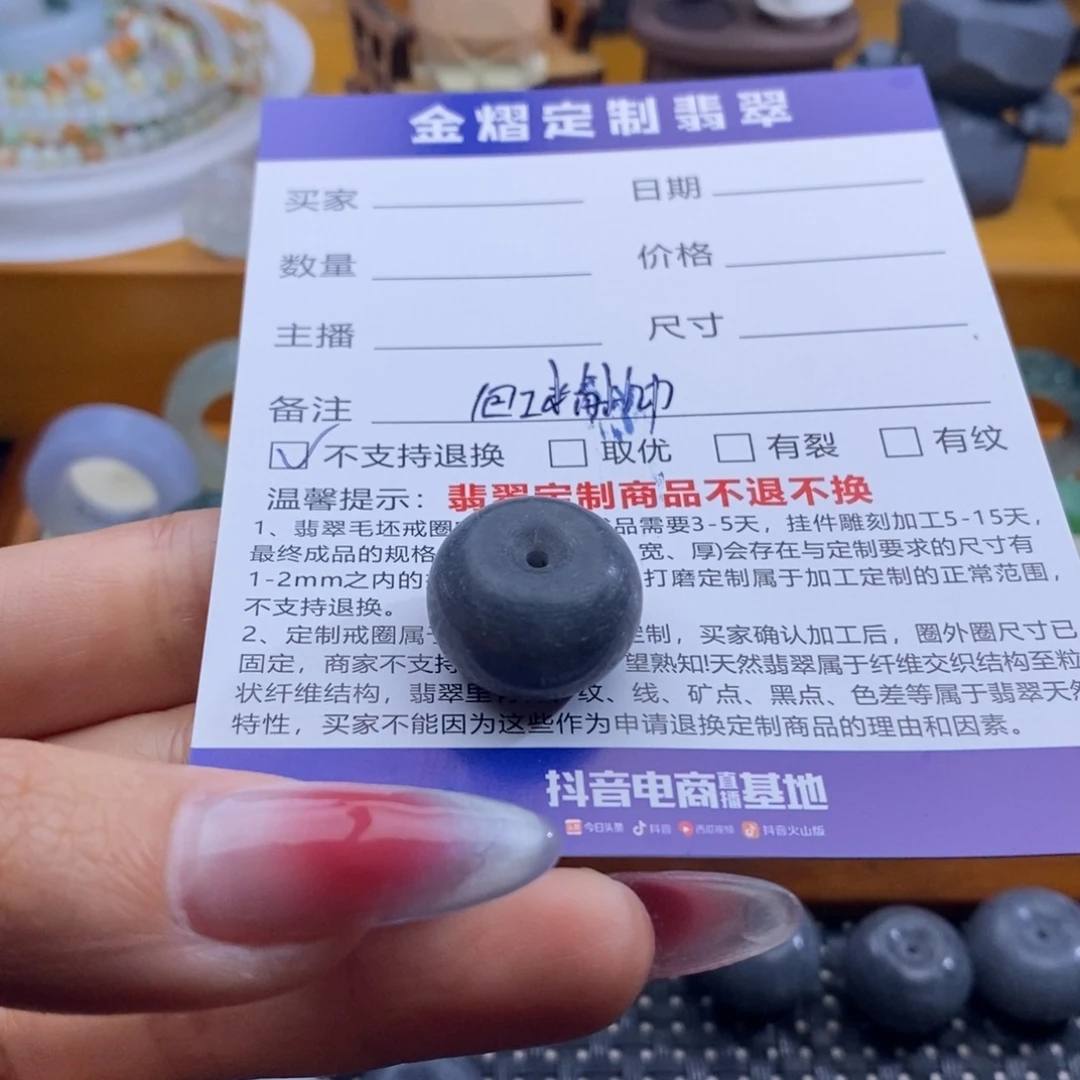 金熠定制翡翠
买家 日期
数量 价格
主播 尺寸
备注
不支持退换 取优 有裂 有纹
温馨提示：翡翠定制商品不退不换
1、翡翠毛坯戒圈 品需要3-5天，挂件雕刻加工5-15天，
最终成品的规格 宽、厚)会存在与定制要求的尺寸有
1-2mm之内的 打磨定制属于加工定制的正常范围，
不支持退换。
2、定制戒圈属 制，买家确认加工后，圈外圈尺寸已
固定，商家不支持 望熟知!天然翡翠属于纤维交织结构至粒
状纤维结构，翡翠里 纹、线、矿点、黑点、色差等属于翡翠天然
特性，买家不能因为这些作为申请退换定制商品的理由和因素。
抖音电商直播基地
今日头条 抖音 西瓜视频 抖音火山版